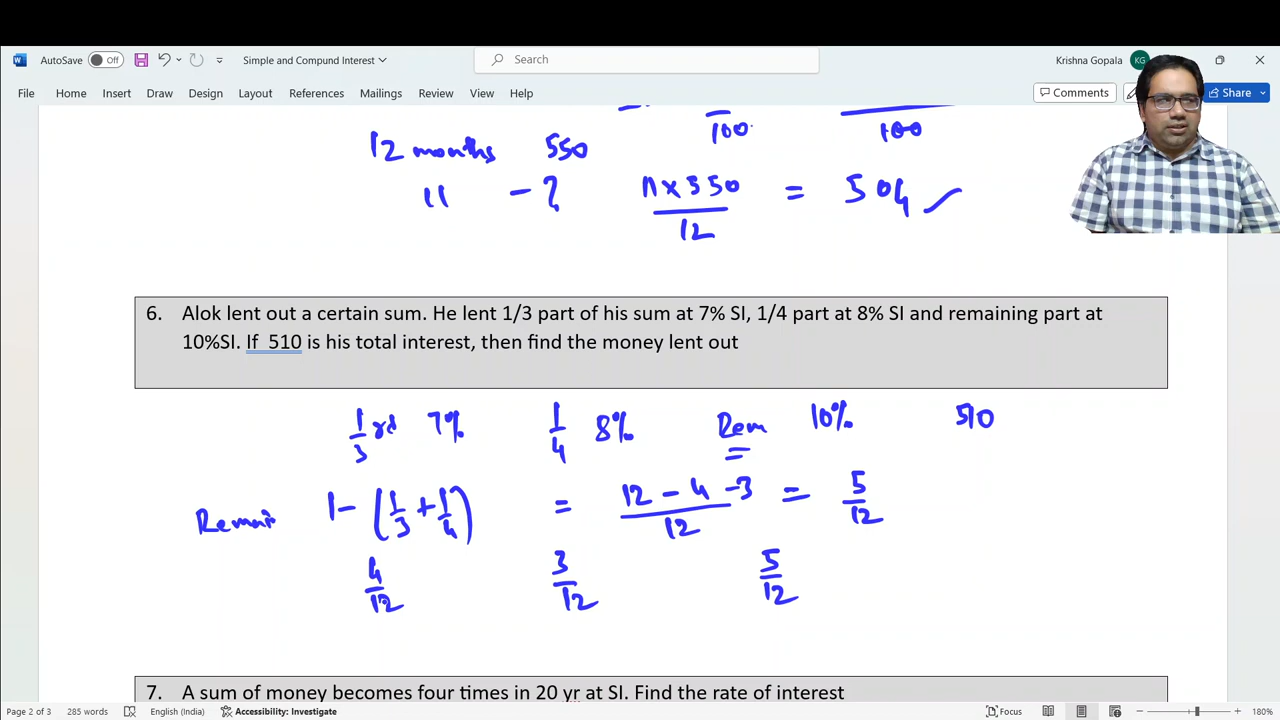 AutoSave Off Simple and Compund Interest Search Krishna Gopala KG
File Home Insert Draw Design Layout References Mailings Review View Help Comments Share
100 100
12 months 550
11 - ? 11 x 550 / 12 = 504 ✓
6. Alok lent out a certain sum. He lent 1/3 part of his sum at 7% SI, 1/4 part at 8% SI and remaining part at
10%SI. If 510 is his total interest, then find the money lent out
1/3 rd 7% 1/4 8% Rem 10% 510
Remain 1 - (1/3 + 1/4) = 12 - 4 - 3 / 12 = 5/12
4/12 3/12 5/12
7. A sum of money becomes four times in 20 yr at SI. Find the rate of interest
Page 2 of 3 285 words English (India) Accessibility: Investigate Focus 180%